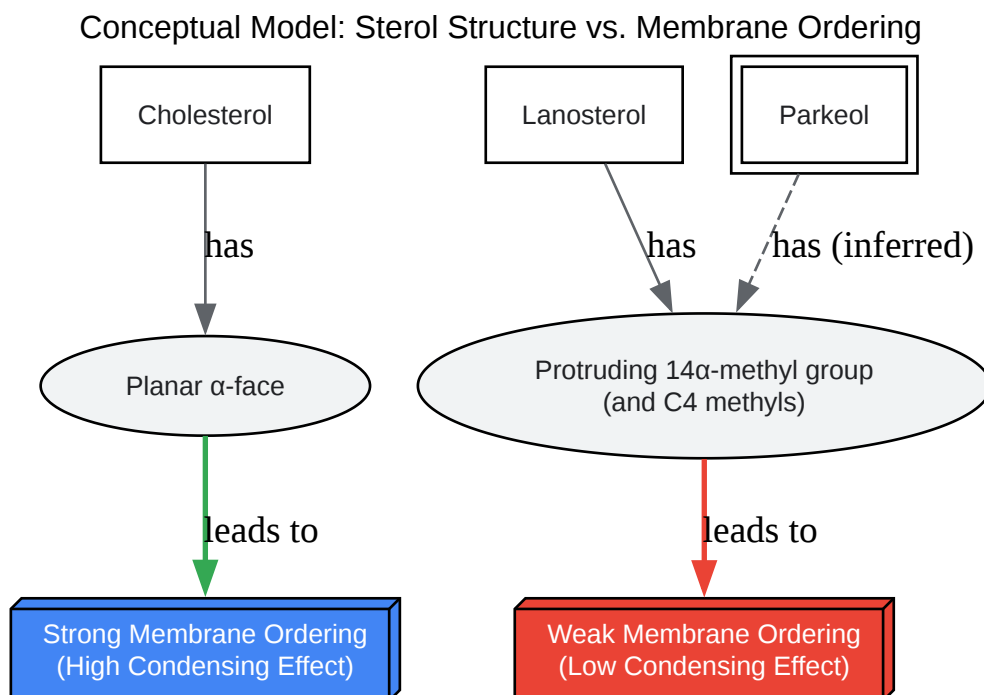 Conceptual Model: Sterol Structure vs. Membrane Ordering
Cholesterol
Lanosterol
Parkeol
has
has
has (inferred)
Planar α-face
Protruding 14α-methyl group
(and C4 methyls)
leads to
leads to
Strong Membrane Ordering
(High Condensing Effect)
Weak Membrane Ordering
(Low Condensing Effect)